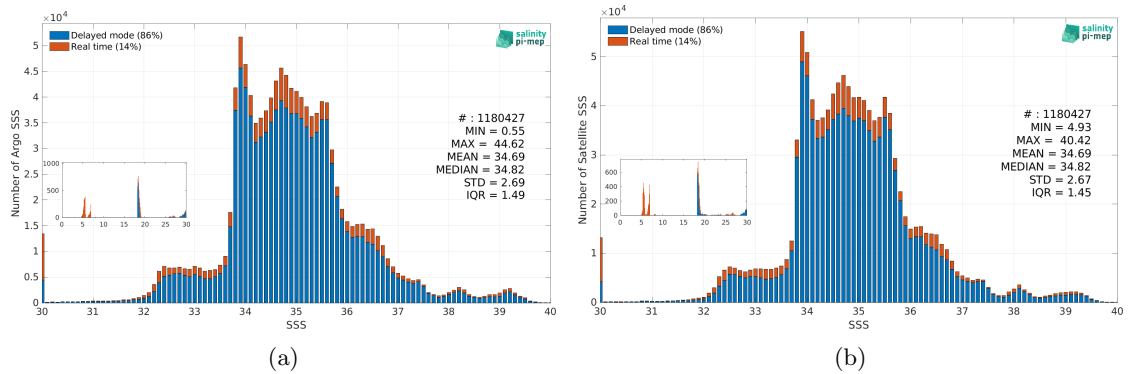 ×10⁴
Delayed mode (86%)
Real time (14%)
salinity
pi-mep
5
4.5
4
3.5
3
2.5
2
1.5
1
0.5
0
Number of Argo SSS
# : 1180427
MIN = 0.55
MAX = 44.62
MEAN = 34.69
MEDIAN = 34.82
STD = 2.69
IQR = 1.49
1000
500
0
0 5 10 15 20 25 30
30 31 32 33 34 35 36 37 38 39 40
SSS
(a)
×10⁴
Delayed mode (86%)
Real time (14%)
salinity
pi-mep
5
4
3
2
1
0
Number of Satellite SSS
# : 1180427
MIN = 4.93
MAX = 40.42
MEAN = 34.69
MEDIAN = 34.82
STD = 2.67
IQR = 1.45
600
400
200
0
0 5 10 15 20 25 30
30 31 32 33 34 35 36 37 38 39 40
SSS
(b)